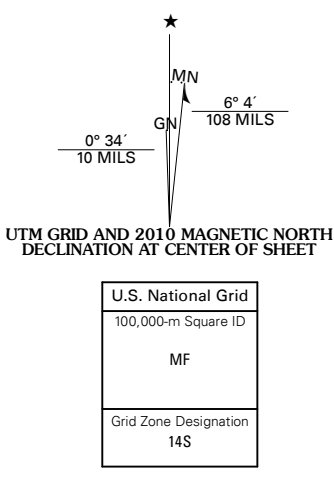 ★
MN
GN
6° 4´
108 MILS
0° 34´
10 MILS
UTM GRID AND 2010 MAGNETIC NORTH
DECLINATION AT CENTER OF SHEET
U.S. National Grid
100,000-m Square ID
MF
Grid Zone Designation
14S